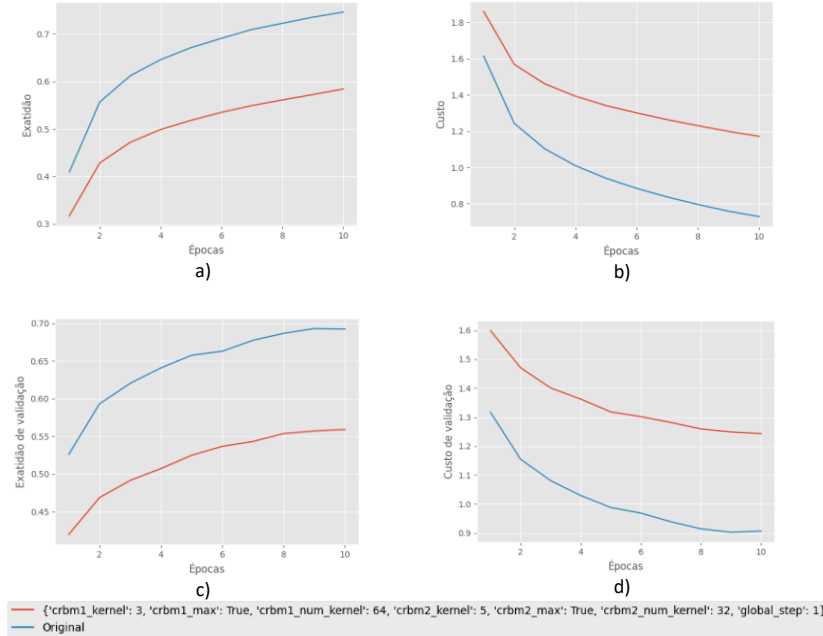 0.7
0.6
0.5
0.4
0.3
Exatidão
2 4 6 8 10
Épocas
a)
1.8
1.6
1.4
1.2
1.0
0.8
Custo
2 4 6 8 10
Épocas
b)
0.70
0.65
0.60
0.55
0.50
0.45
Exatidão de validação
2 4 6 8 10
Épocas
c)
1.6
1.5
1.4
1.3
1.2
1.1
1.0
0.9
Custo de validação
2 4 6 8 10
Épocas
d)
{'crbm1_kernel': 3, 'crbm1_max': True, 'crbm1_num_kernel': 64, 'crbm2_kernel': 5, 'crbm2_max': True, 'crbm2_num_kernel': 32, 'global_step': 1}
Original